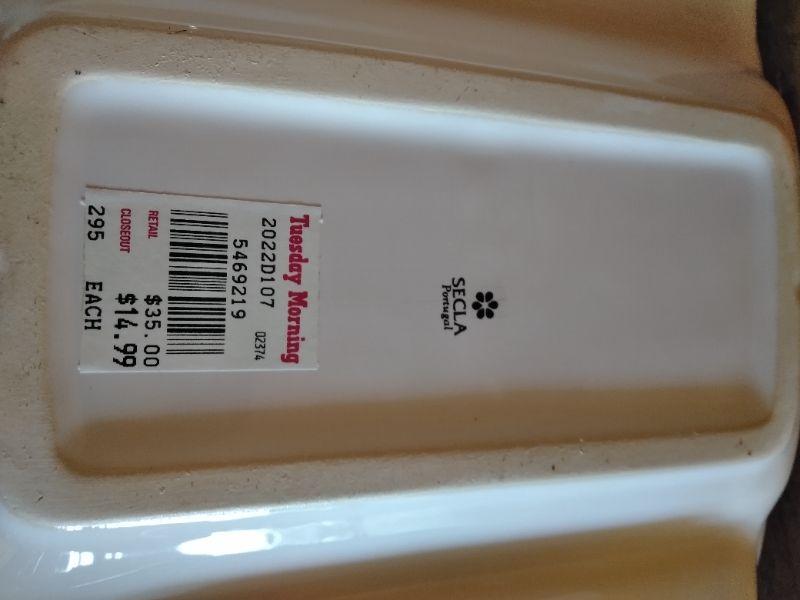 Tuesday Morning
02374
2022D107
5469219
RETAIL $35.00
CLOSEOUT $14.99
295 EACH
SECLA
Portugal